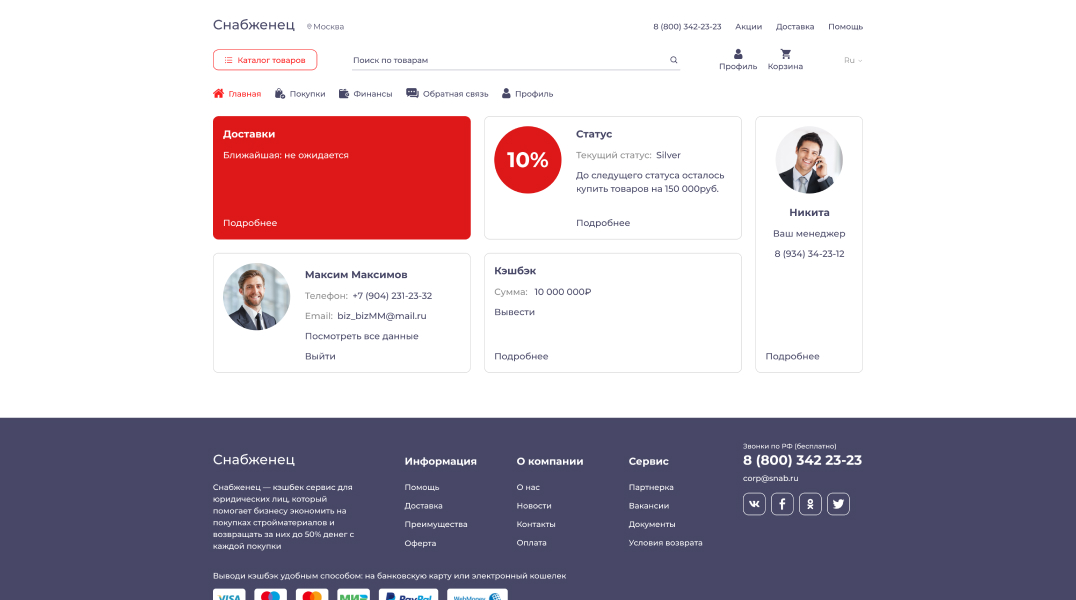 Снабженец
Москва
8 (800) 342-23-23 Акции Доставка Помощь
Каталог товаров
Поиск по товарам
Профиль Корзина
Ru
Главная Покупки Финансы Обратная связь Профиль
Доставки
Ближайшая: не ожидается
Подробнее
10%
Статус
Текущий статус: Silver
До следущего статуса осталось
купить товаров на 150 000руб.
Подробнее
Никита
Ваш менеджер
8 (934) 34-23-12
Подробнее
Максим Максимов
Телефон: +7 (904) 231-23-32
Email: biz_bizMM@mail.ru
Посмотреть все данные
Выйти
Кэшбэк
Сумма: 10 000 000₽
Вывести
Подробнее
Снабженец
Снабженец — кэшбек сервис для
юридических лиц, который
помогает бизнесу экономить на
покупках стройматериалов и
возвращать за них до 50% денег с
каждой покупки
Информация
Помощь
Доставка
Преимущества
Оферта
О компании
О нас
Новости
Контакты
Оплата
Сервис
Партнерка
Вакансии
Документы
Условия возврата
Звонки по РФ (бесплатно)
8 (800) 342 23-23
corp@snab.ru
Выводи кэшбэк удобным способом: на банковскую карту или электронный кошелек
VISA МИР PayPal WebMoney